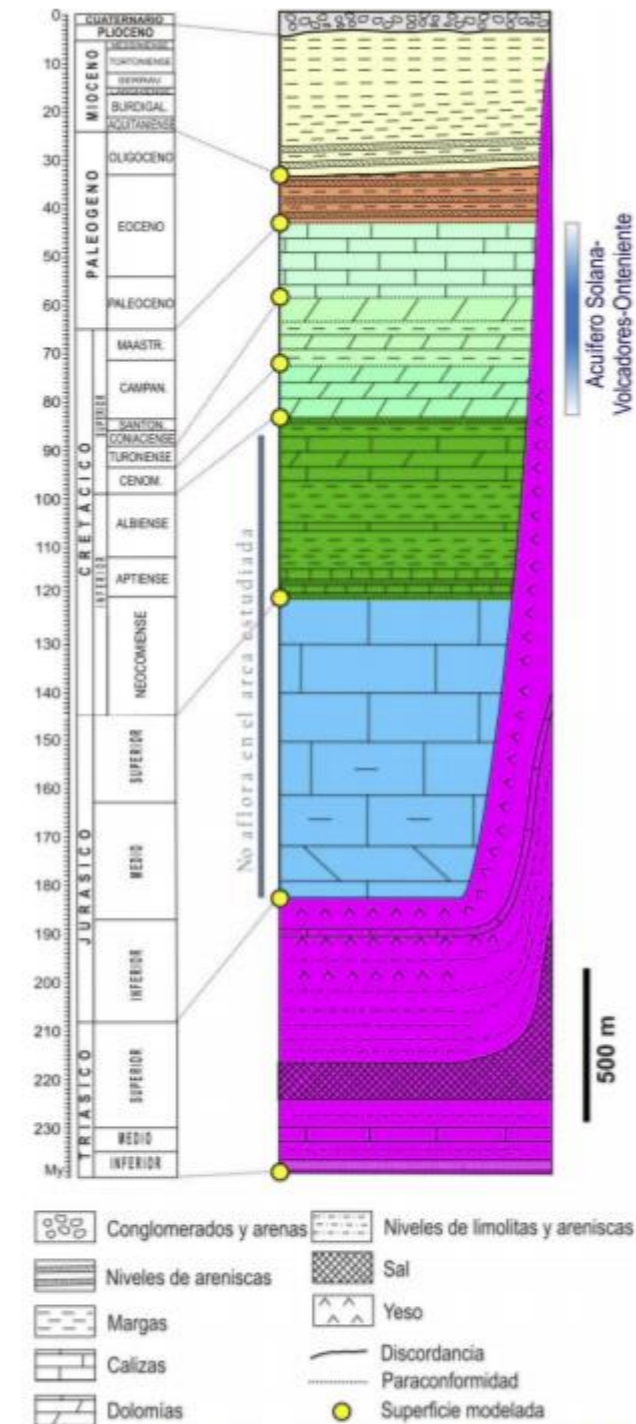 0
CUATERNARIO
PLIOCENO
MIOCENO
TORTONIENSE
BURDIGAL.
AQUITANIENSE
10
20
30
PALEOGENO
OLIGOCENO
EOCENO
PALEOCENO
40
50
60
CRETÁCICO
SUPERIOR
MAASTR.
CAMPAN.
SANTON.
CONIACIENSE
TURONIENSE
CENOM.
70
80
90
INFERIOR
ALBIENSE
APTIENSE
NEOCOMIENSE
100
110
120
130
140
JURASICO
SUPERIOR
MEDIO
INFERIOR
150
160
170
180
190
200
TRIASICO
SUPERIOR
MEDIO
INFERIOR
210
220
230
My
No aflora en el area estudiada
Acuífero Solana-
Volcadores-Onteniente
500 m
Conglomerados y arenas
Niveles de areniscas
Margas
Calizas
Dolomías
Niveles de limolitas y areniscas
Sal
Yeso
Discordancia
Paraconformidad
Superficie modelada